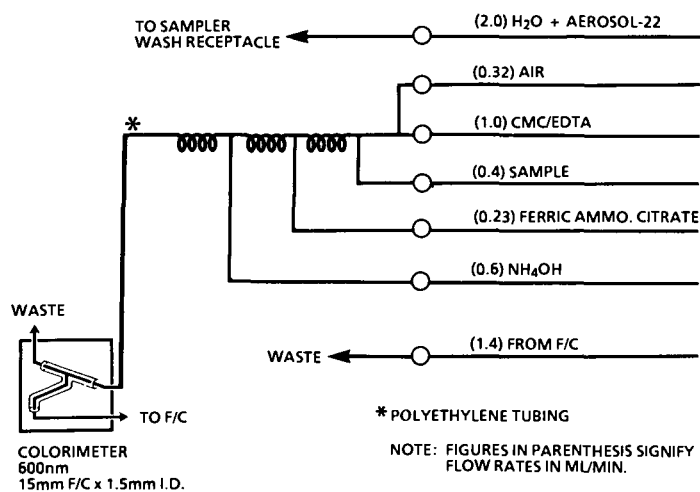 TO SAMPLER
WASH RECEPTACLE
(2.0) H₂O + AEROSOL-22
(0.32) AIR
*
(1.0) CMC/EDTA
(0.4) SAMPLE
(0.23) FERRIC AMMO. CITRATE
(0.6) NH₄OH
WASTE
WASTE
(1.4) FROM F/C
TO F/C
* POLYETHYLENE TUBING
COLORIMETER
600nm
15mm F/C x 1.5mm I.D.
NOTE: FIGURES IN PARENTHESIS SIGNIFY
FLOW RATES IN ML/MIN.